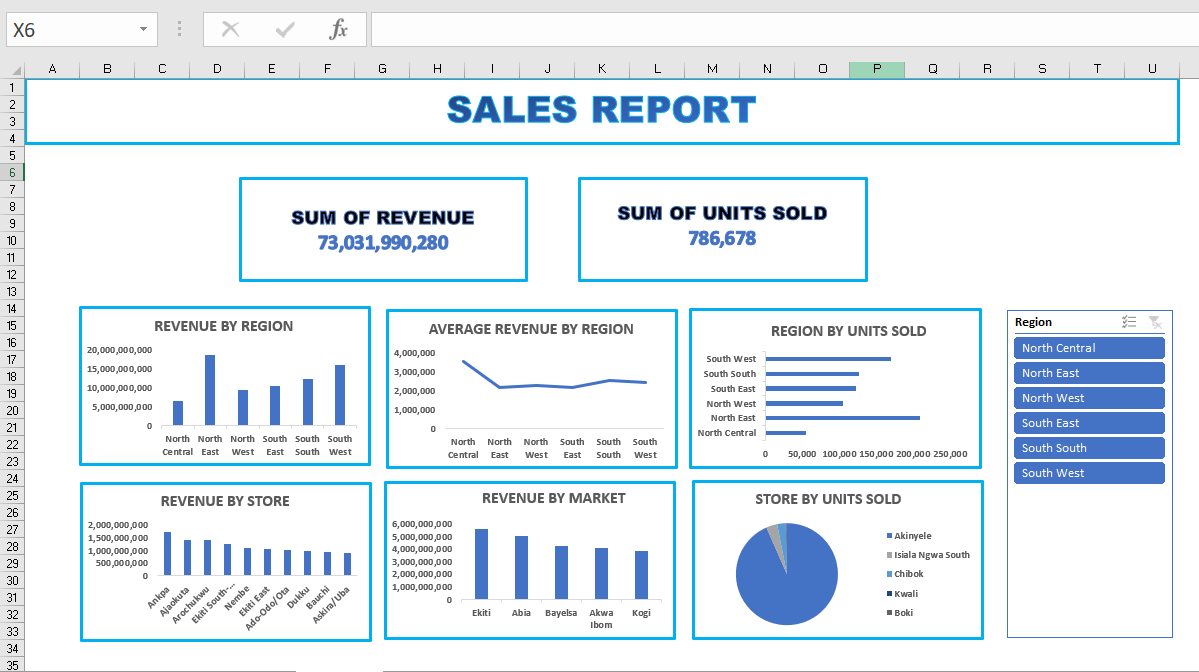 X6
fx
A B C D E F G H I J K L M N O P Q R S T U
1
2
3
4
5
6
7
8
9
10
11
12
13
14
15
16
17
18
19
20
21
22
23
24
25
26
27
28
29
30
31
32
33
34
35
SALES REPORT
SUM OF REVENUE
73,031,990,280
SUM OF UNITS SOLD
786,678
REVENUE BY REGION
20,000,000,000
15,000,000,000
10,000,000,000
5,000,000,000
0
North North North South South South
Central East West East South West
AVERAGE REVENUE BY REGION
4,000,000
3,000,000
2,000,000
1,000,000
0
North North North South South South
Central East West East South West
REGION BY UNITS SOLD
South West
South South
South East
North West
North East
North Central
0 50,000 100,000 150,000 200,000 250,000
Region
North Central
North East
North West
South East
South South
South West
REVENUE BY STORE
2,000,000,000
1,500,000,000
1,000,000,000
500,000,000
0
Ankpa
Ajaokuta
Arochukwu
Ekiti South-...
Nembe
Ekiti East
Ado-Odo/Ota
Dukku
Bauchi
Askira/Uba
REVENUE BY MARKET
6,000,000,000
5,000,000,000
4,000,000,000
3,000,000,000
2,000,000,000
1,000,000,000
0
Ekiti Abia Bayelsa Akwa Kogi
Ibom
STORE BY UNITS SOLD
Akinyele
Isiala Ngwa South
Chibok
Kwali
Boki